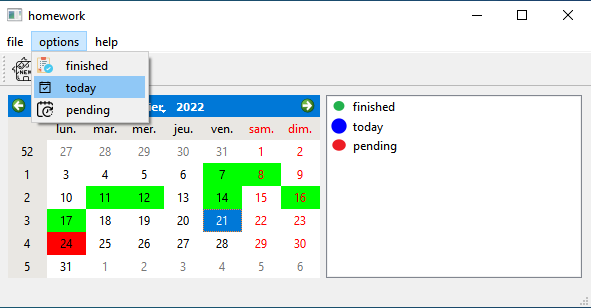 homework
file options help
finished
today
pending
2022
lun. mar. mer. jeu. ven. sam. dim.
52 27 28 29 30 31 1 2
1 3 4 5 6 7 8 9
2 10 11 12 13 14 15 16
3 17 18 19 20 21 22 23
4 24 25 26 27 28 29 30
5 31 1 2 3 4 5 6
finished
today
pending